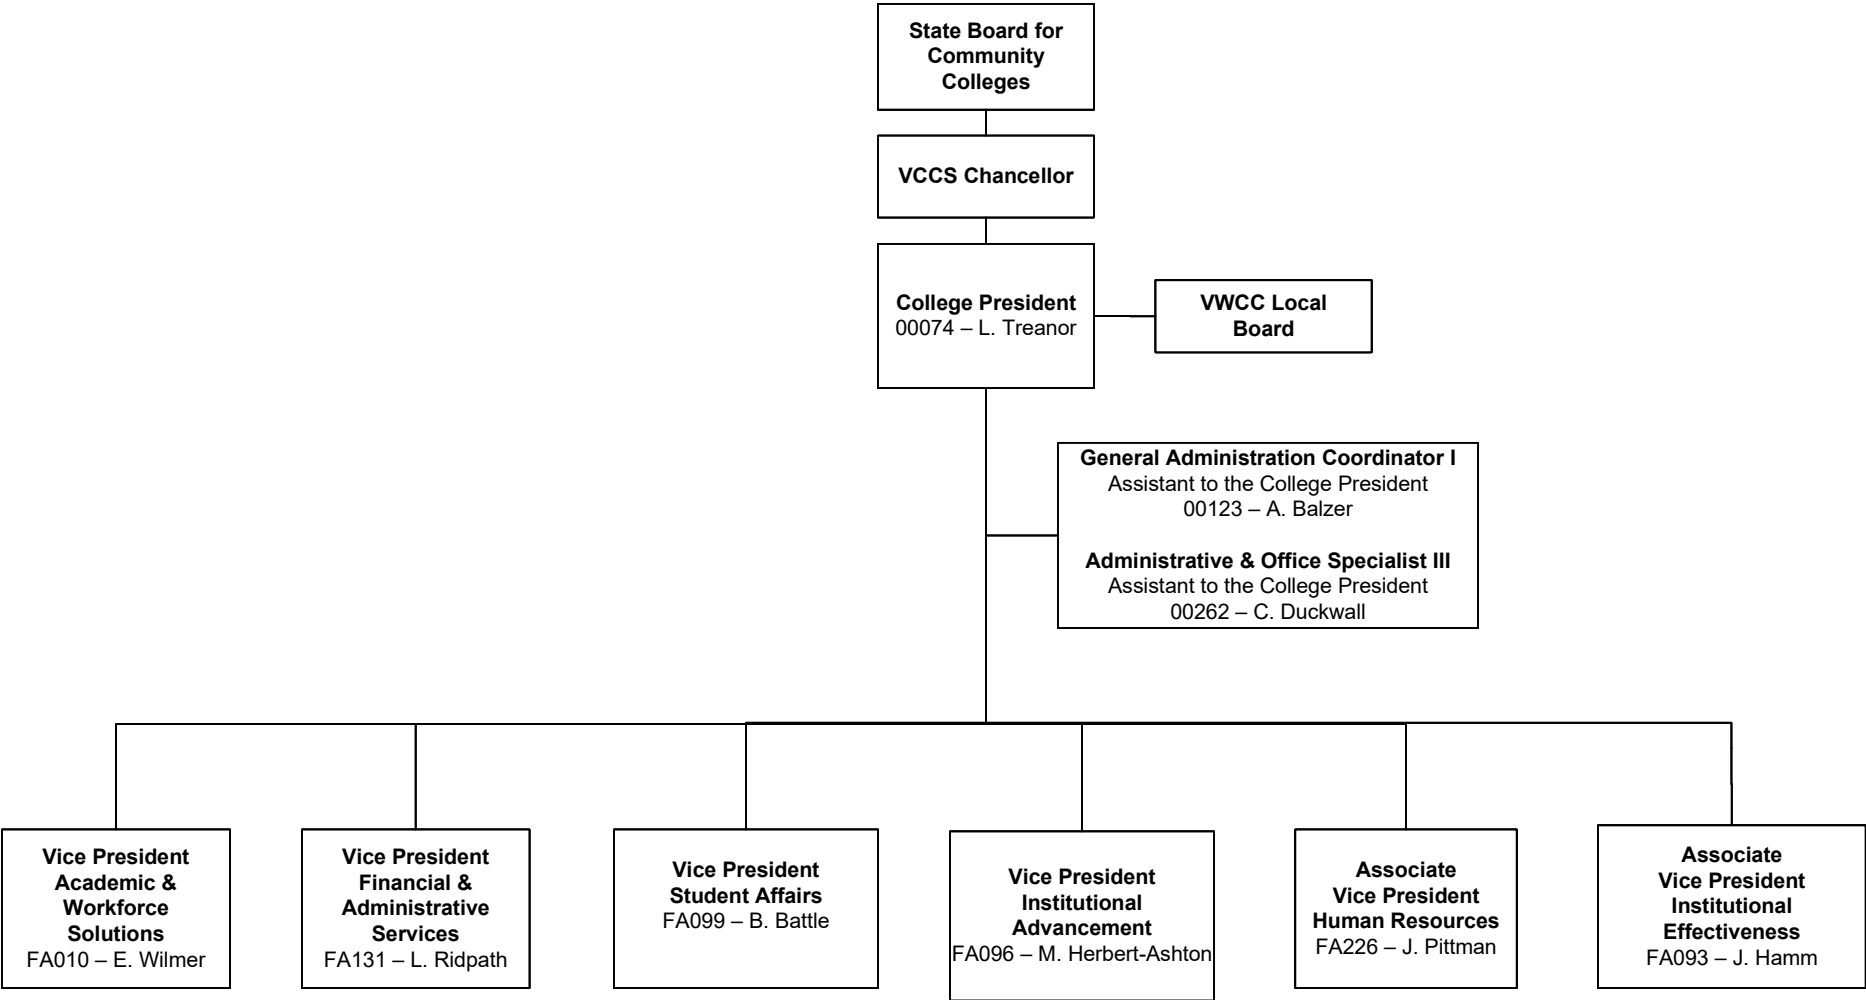 State Board for
Community
Colleges
VCCS Chancellor
College President
00074 – L. Treanor
VWCC Local
Board
General Administration Coordinator I
Assistant to the College President
00123 – A. Balzer
Administrative & Office Specialist III
Assistant to the College President
00262 – C. Duckwall
Vice President
Academic &
Workforce
Solutions
FA010 – E. Wilmer
Vice President
Financial &
Administrative
Services
FA131 – L. Ridpath
Vice President
Student Affairs
FA099 – B. Battle
Vice President
Institutional
Advancement
FA096 – M. Herbert-Ashton
Associate
Vice President
Human Resources
FA226 – J. Pittman
Associate
Vice President
Institutional
Effectiveness
FA093 – J. Hamm